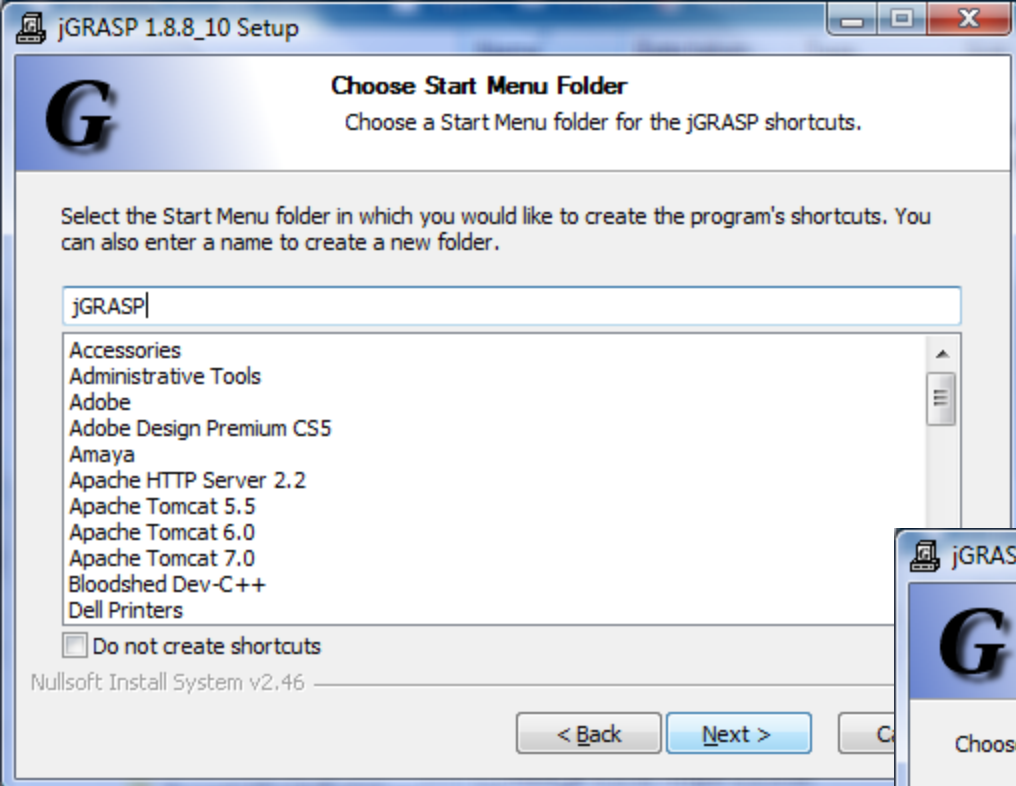 jGRASP 1.8.8_10 Setup
G
Choose Start Menu Folder
Choose a Start Menu folder for the jGRASP shortcuts.
Select the Start Menu folder in which you would like to create the program's shortcuts. You
can also enter a name to create a new folder.
jGRASP
Accessories
Administrative Tools
Adobe
Adobe Design Premium CS5
Amaya
Apache HTTP Server 2.2
Apache Tomcat 5.5
Apache Tomcat 6.0
Apache Tomcat 7.0
Bloodshed Dev-C++
Dell Printers
Do not create shortcuts
Nullsoft Install System v2.46
< Back
Next >
G